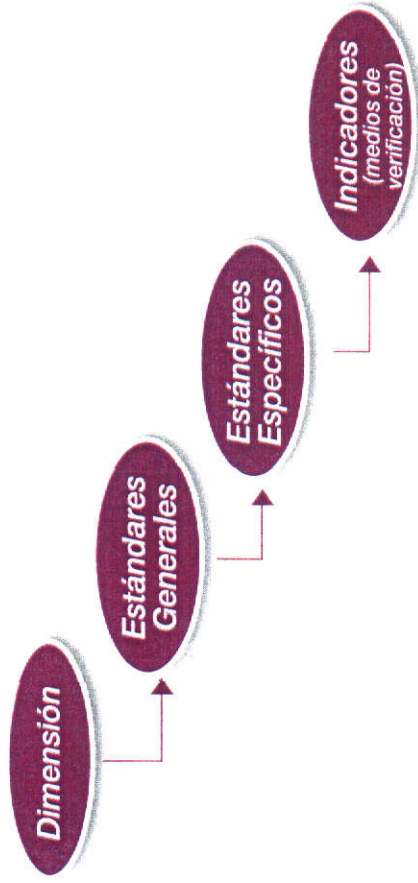 Dimensión
Estándares
Generales
Estándares
Específicos
Indicadores
(medios de
verificación)